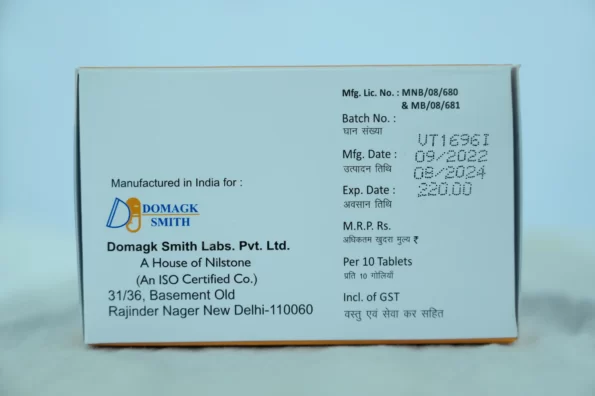 Mfg. Lic. No. : MNB/08/680
& MB/08/681
Batch No. :
घान संख्या
VT1696I
Mfg. Date :
उत्पादन तिथि
09/2022
Exp. Date :
अवसान तिथि
08/2024
220.00
M.R.P. Rs.
अधिकतम खुदरा मुल्य ₹
Per 10 Tablets
प्रति 10 गोलियाँ
Incl. of GST
वस्तु एवं सेवा कर सहित
Manufactured in India for :
DOMAGK
SMITH
Domagk Smith Labs. Pvt. Ltd.
A House of Nilstone
(An ISO Certified Co.)
31/36, Basement Old
Rajinder Nager New Delhi-110060